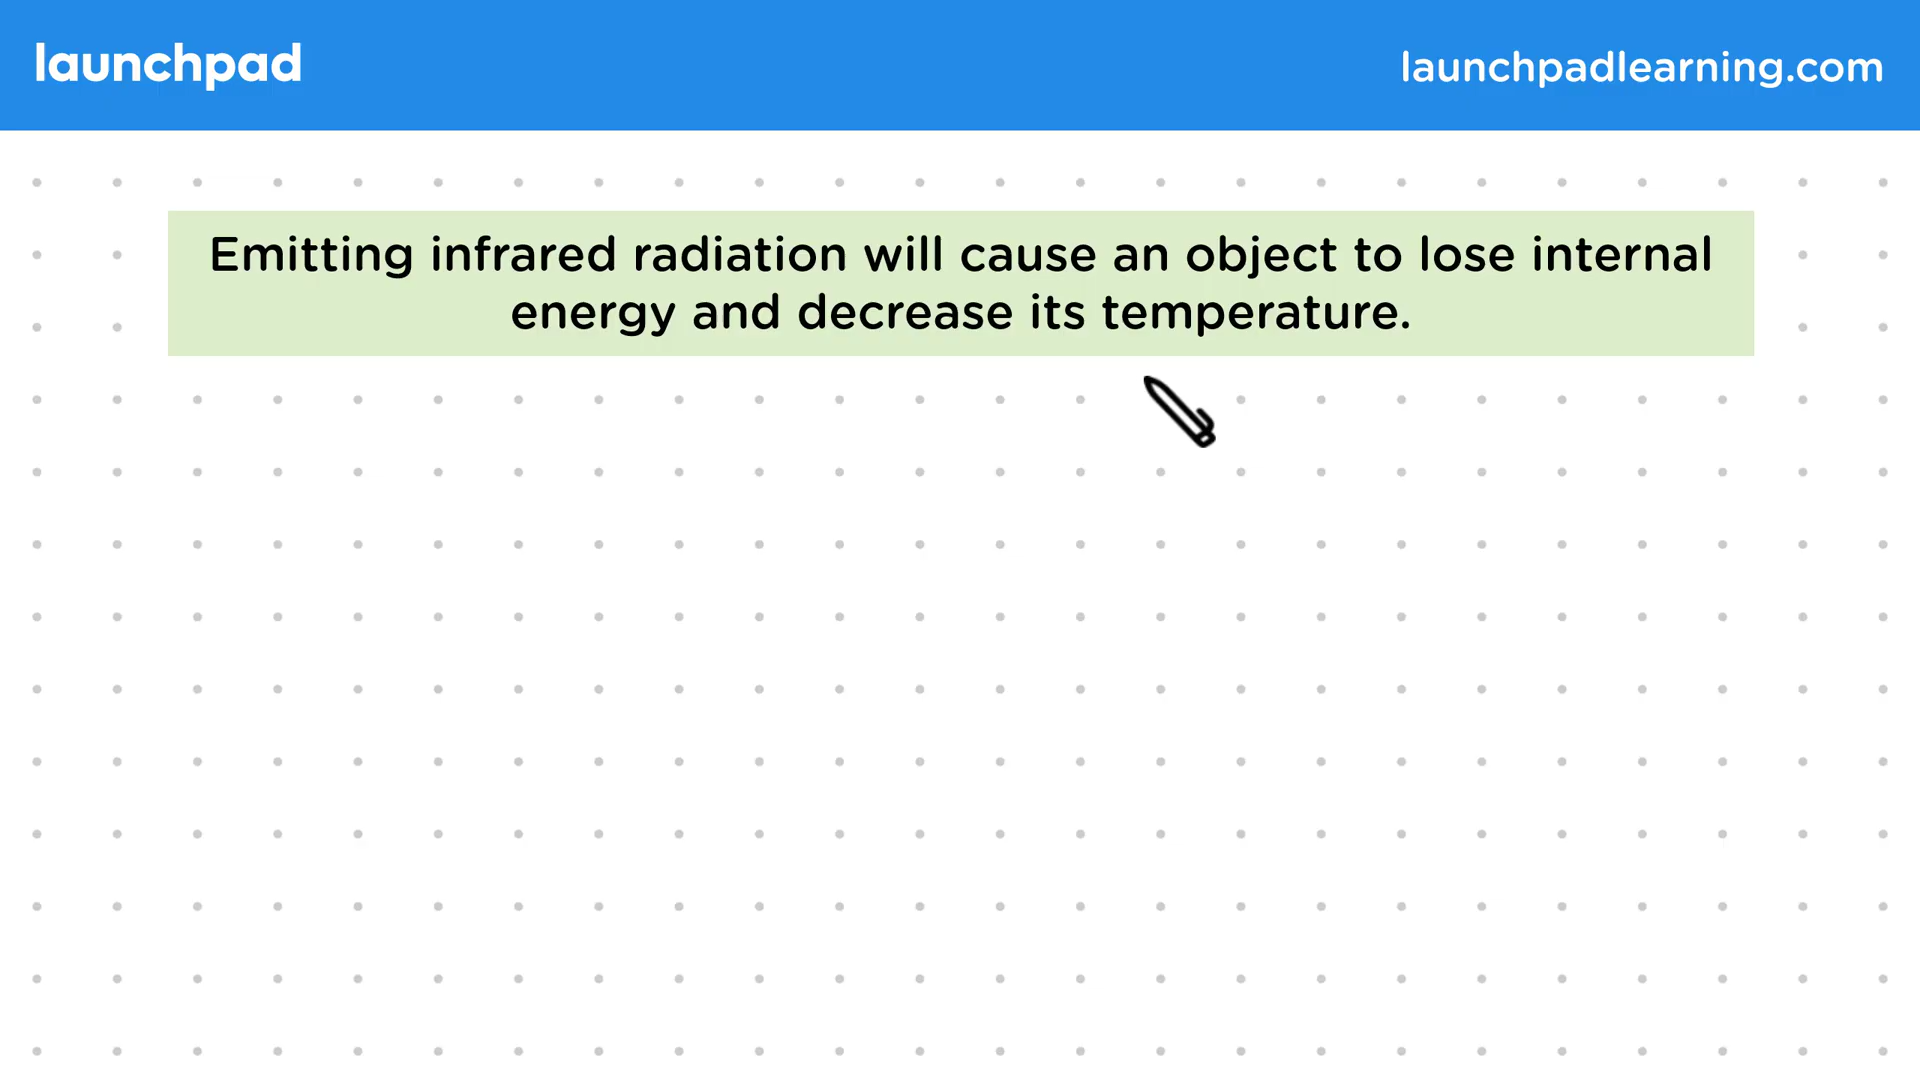 launchpad
launchpadlearning.com
Emitting infrared radiation will cause an object to lose internal
energy and decrease its temperature.